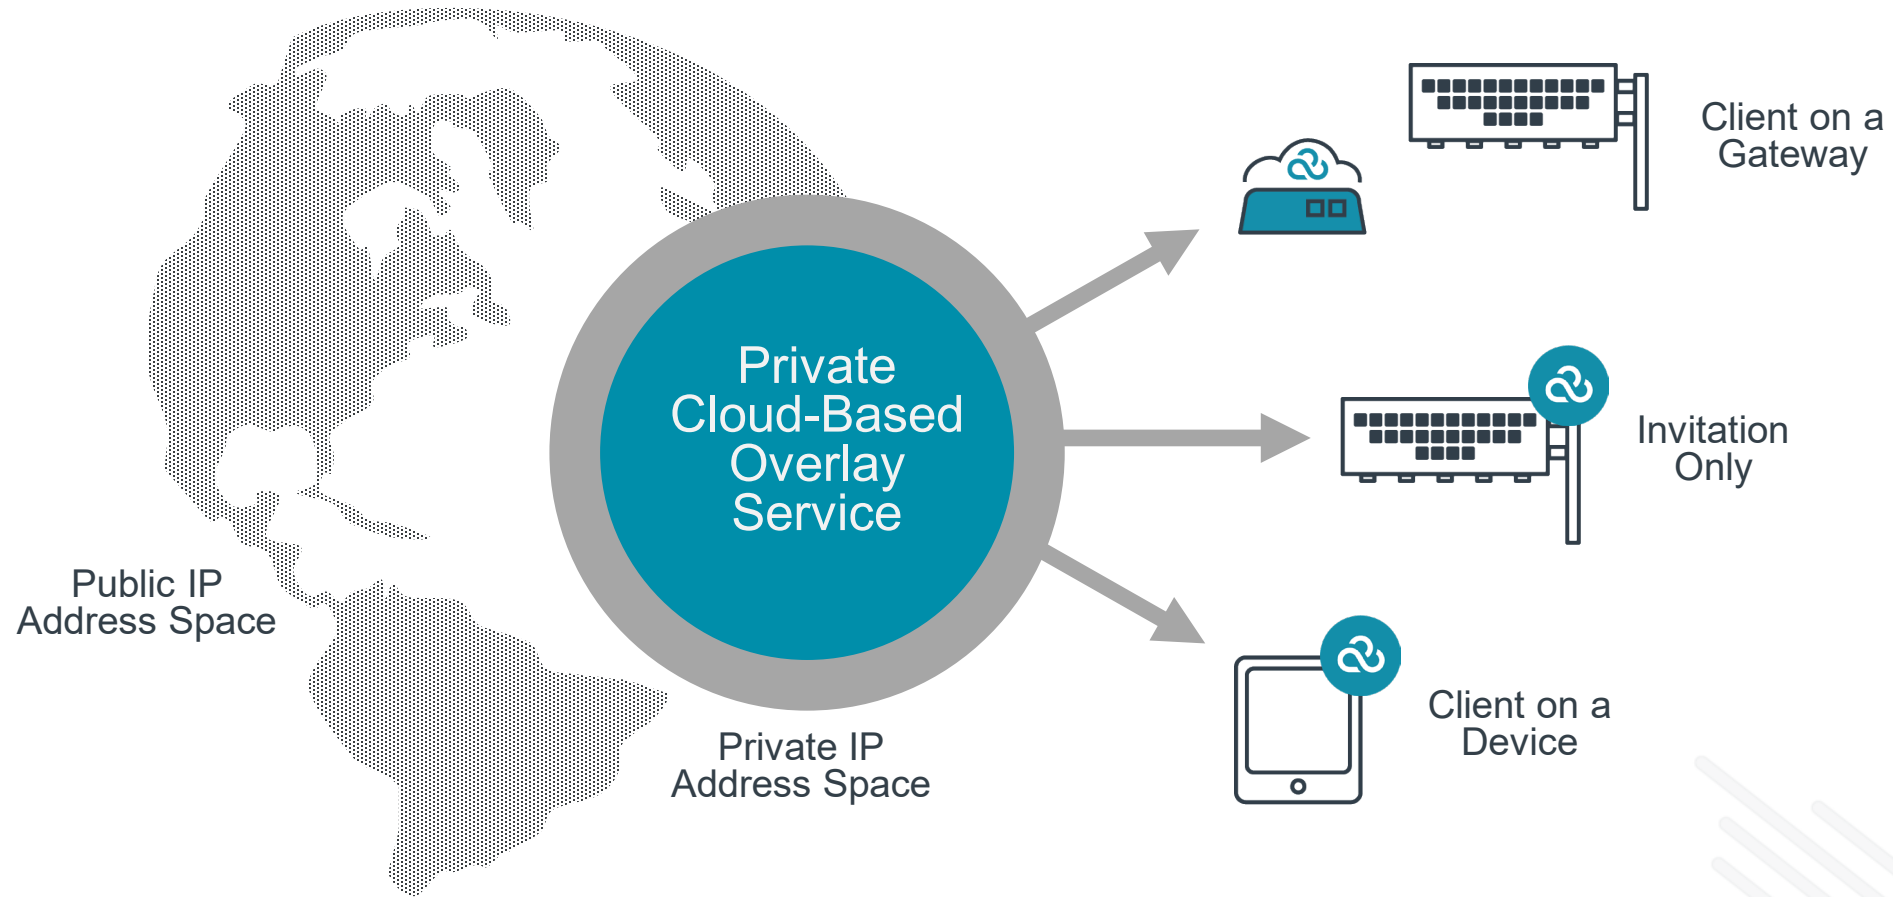 Public IP
Address Space
Private
Cloud-Based
Overlay
Service
Private IP
Address Space
Client on a
Gateway
Invitation
Only
Client on a
Device